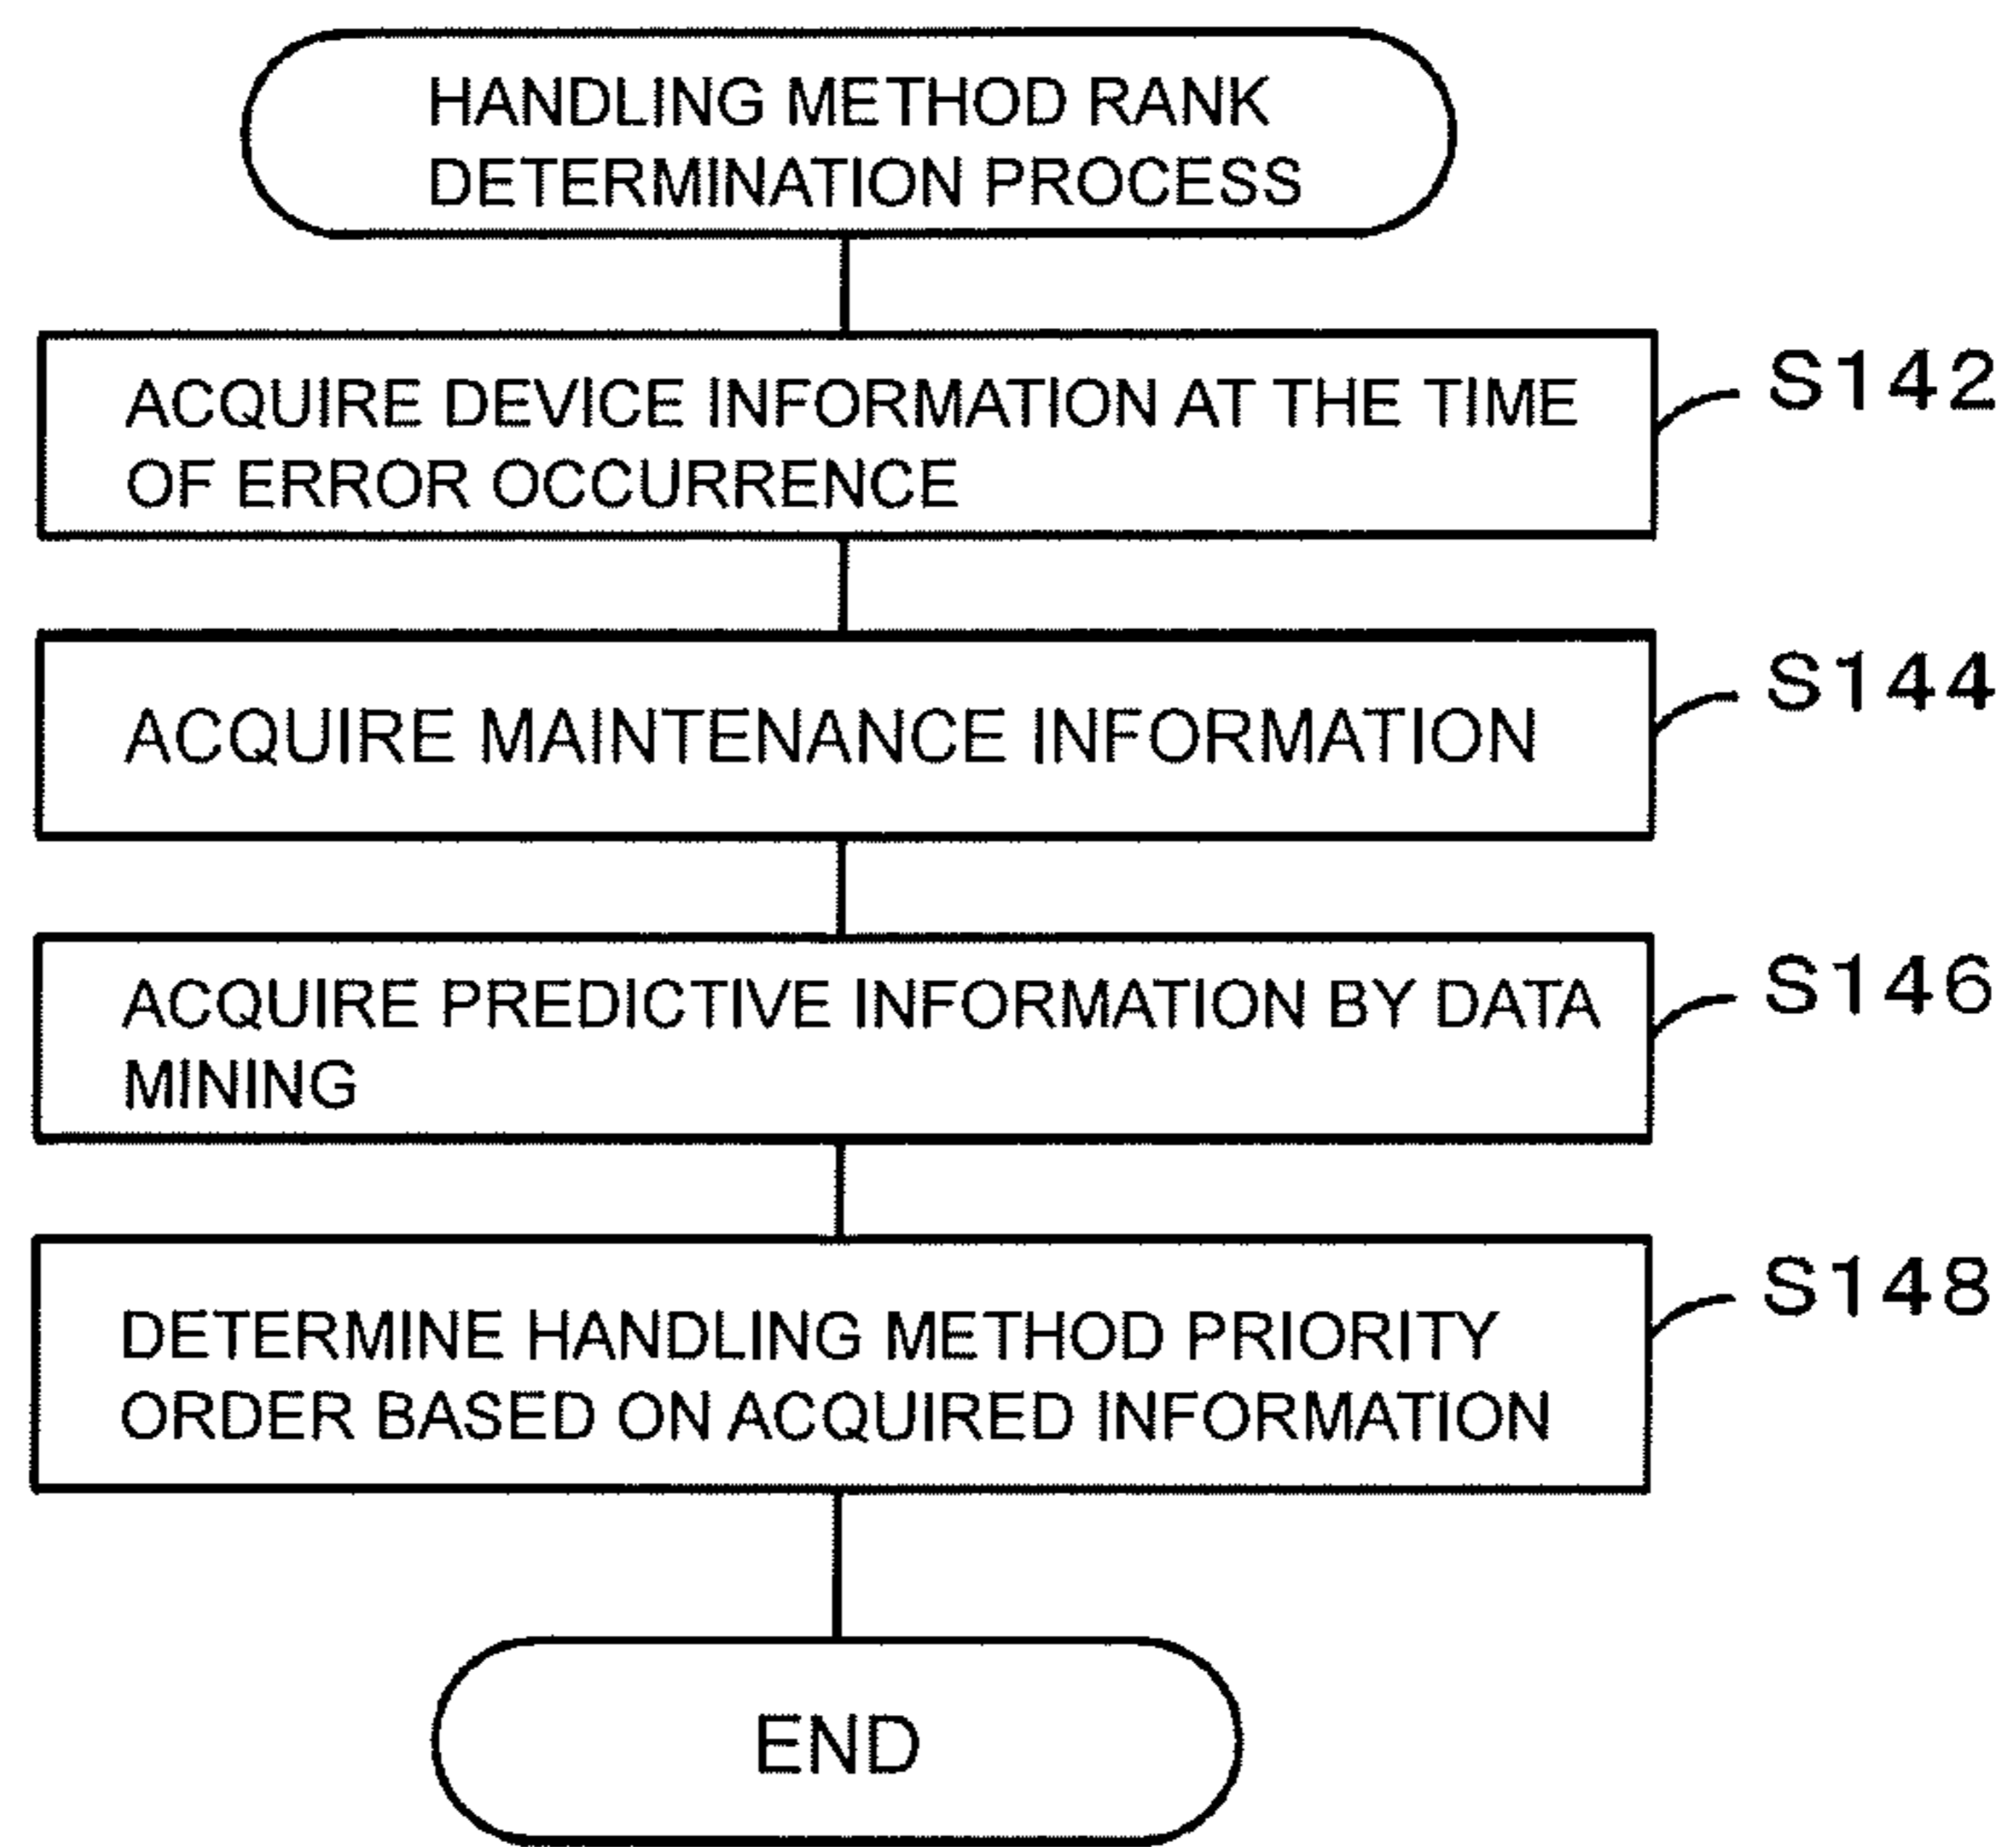 HANDLING METHOD RANK
DETERMINATION PROCESS
ACQUIRE DEVICE INFORMATION AT THE TIME
OF ERROR OCCURRENCE
S142
ACQUIRE MAINTENANCE INFORMATION
S144
ACQUIRE PREDICTIVE INFORMATION BY DATA
MINING
S146
DETERMINE HANDLING METHOD PRIORITY
ORDER BASED ON ACQUIRED INFORMATION
S148
END